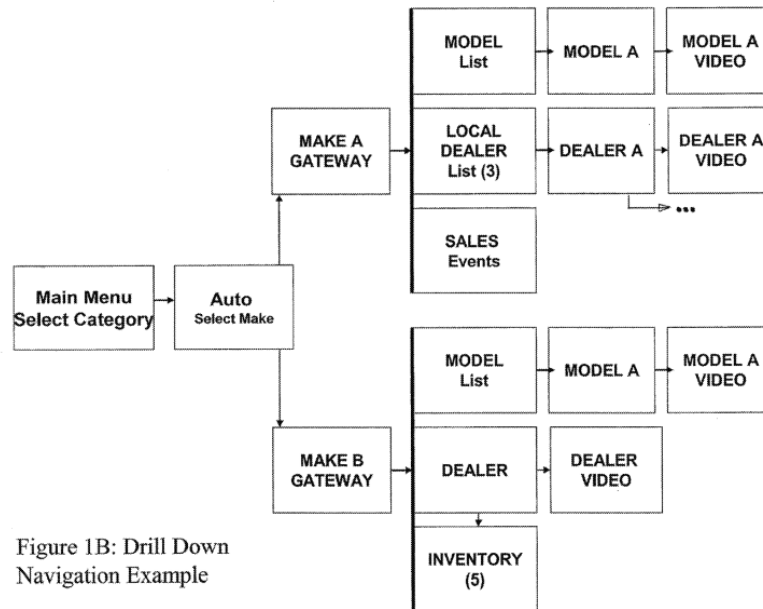 MODEL
List
MODEL A
MODEL A
VIDEO
MAKE A
GATEWAY
LOCAL
DEALER
List (3)
DEALER A
DEALER A
VIDEO
...
SALES
Events
Main Menu
Select Category
Auto
Select Make
MODEL
List
MODEL A
MODEL A
VIDEO
MAKE B
GATEWAY
DEALER
DEALER
VIDEO
INVENTORY
(5)
Figure 1B: Drill Down
Navigation Example